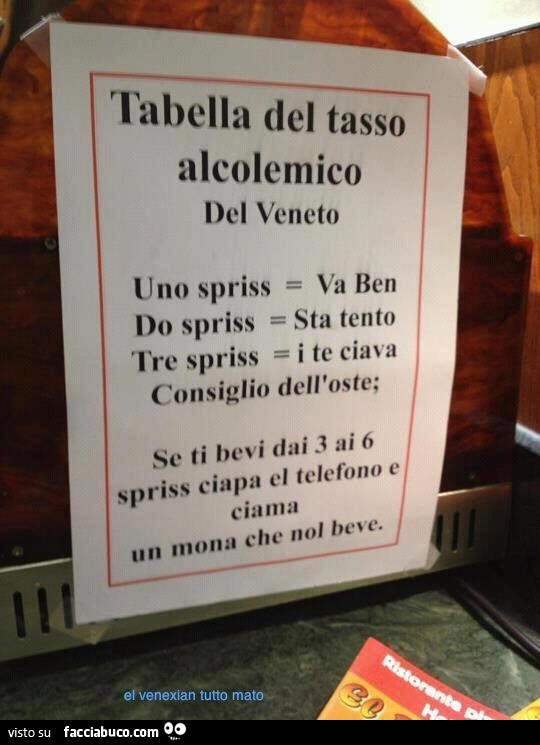 Tabella del tasso
alcolemico
Del Veneto
Uno spriss = Va Ben
Do spriss = Sta tento
Tre spriss = i te ciava
Consiglio dell'oste;
Se ti bevi dai 3 ai 6
spriss ciapa el telefono e
ciama
un mona che nol beve.
Ristorante
EL
el venexian tutto mato
visto su facciabuco.com